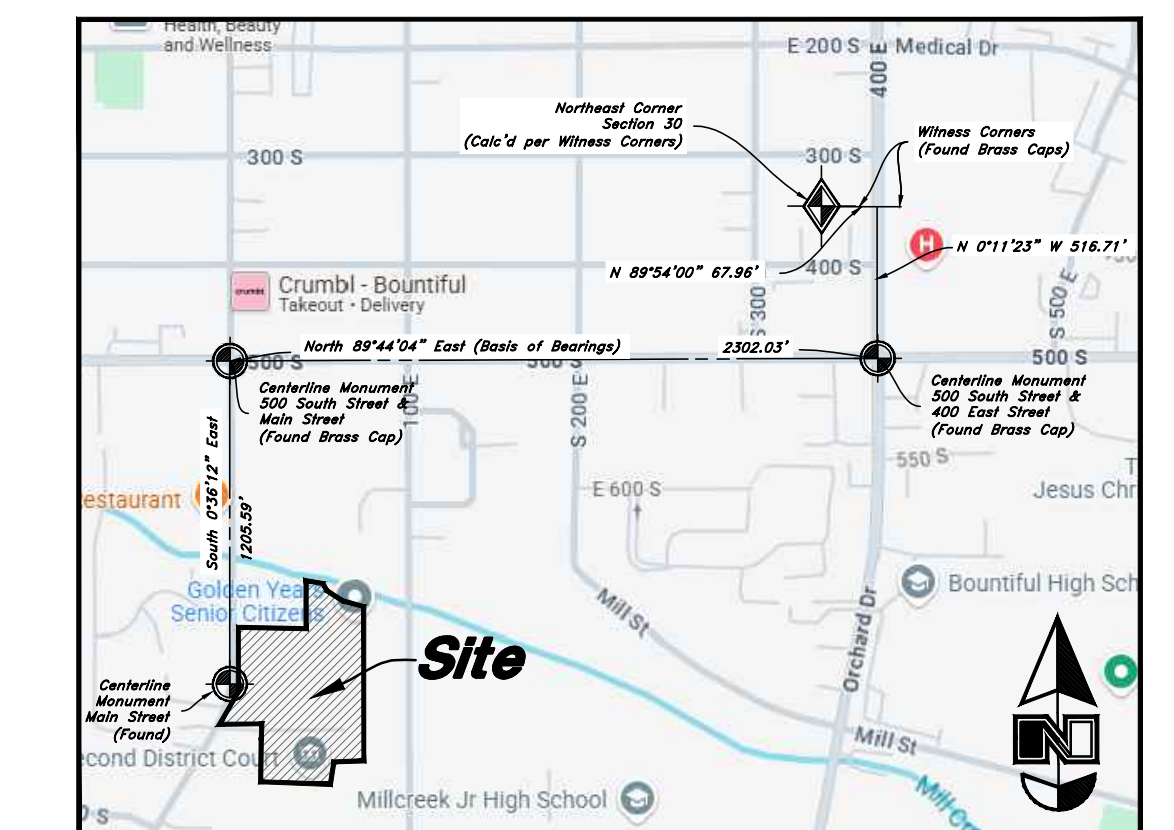 Health, Beauty
and Wellness
E 200 S
Medical Dr
400 E
Northeast Corner
Section 30
(Calc'd per Witness Corners)
Witness Corners
(Found Brass Caps)
300 S
300 S
N 0°11'23" W 516.71'
N 89°54'00" 67.96'
400 S
Crumbl - Bountiful
Takeout • Delivery
crumbl
H
S 300
S 500 E
North 89°44'04" East (Basis of Bearings)
2302.03'
500 S
500 S
Centerline Monument
500 South Street &
Main Street
(Found Brass Cap)
100 E
S 200 E
Centerline Monument
500 South Street &
400 East Street
(Found Brass Cap)
550 S
Jesus Chr
E 600 S
estaurant
South 0°36'12" East
1205.59'
Golden Years
Senior Citizens
Mill St
Orchard Dr
Bountiful High Sch
Site
Centerline
Monument
Main Street
(Found)
econd District Court
Mill St
N
Millcreek Jr High School